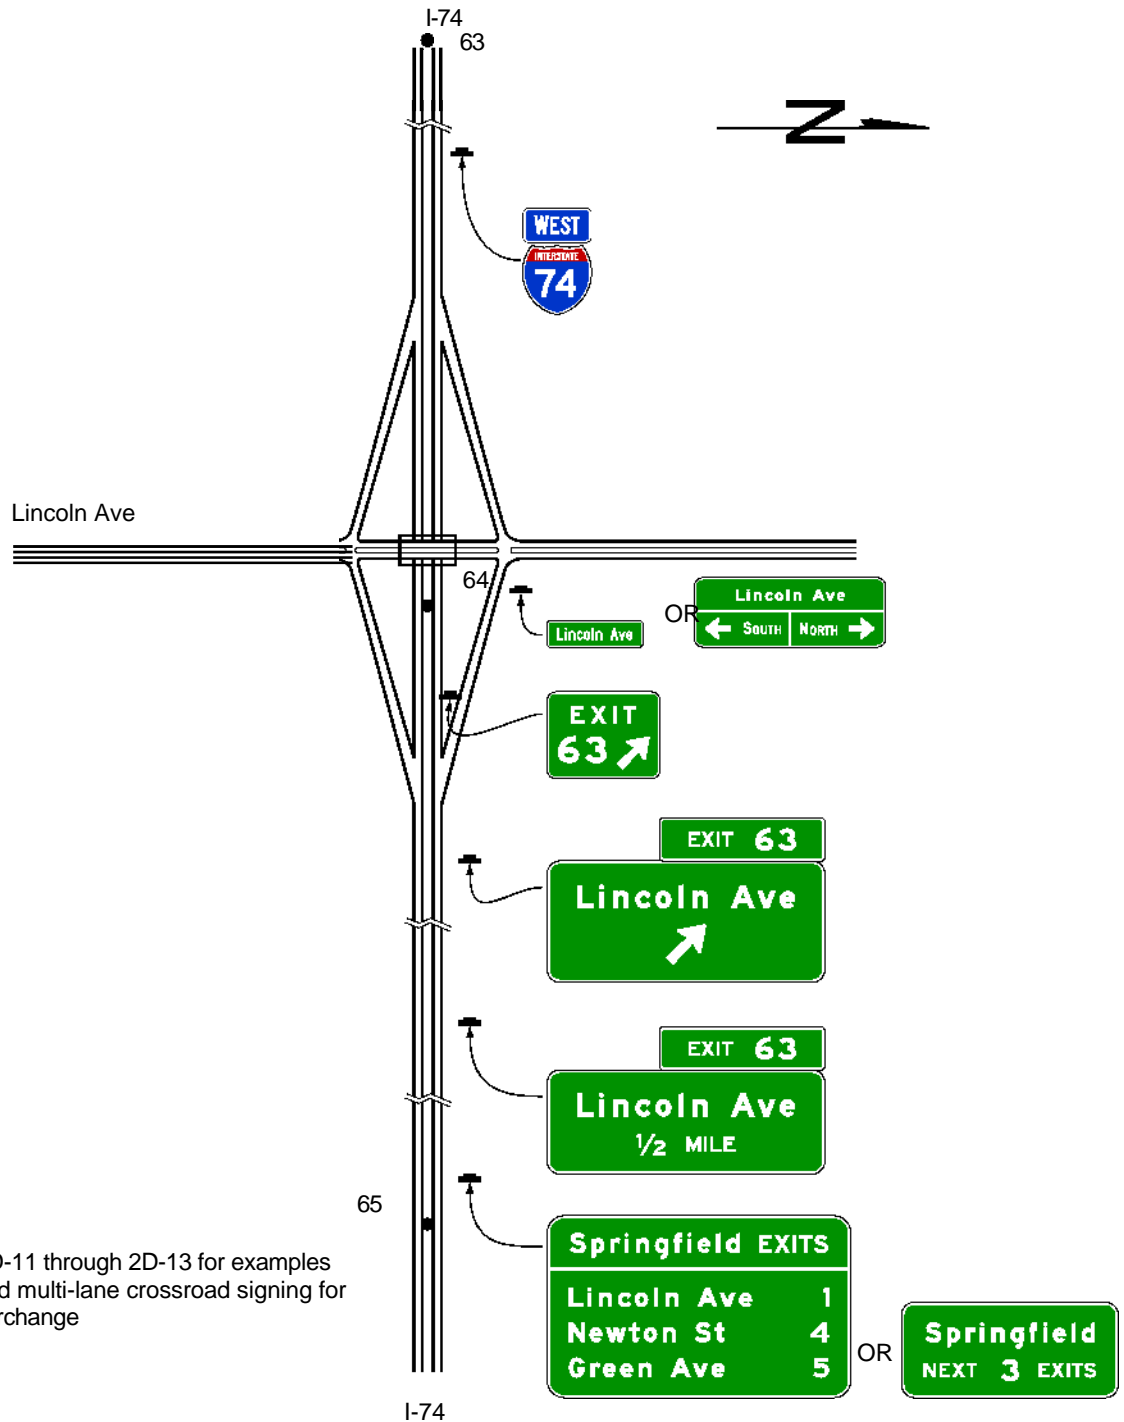 I-74
63
N
WEST
INTERSTATE
74
Lincoln Ave
64
Lincoln Ave
OR
Lincoln Ave
← SOUTH NORTH →
EXIT
63
EXIT 63
Lincoln Ave
EXIT 63
Lincoln Ave
1/2 MILE
65
D-11 through 2D-13 for examples
d multi-lane crossroad signing for
rchange
Springfield EXITS
Lincoln Ave 1
Newton St 4
Green Ave 5
OR
Springfield
NEXT 3 EXITS
I-74